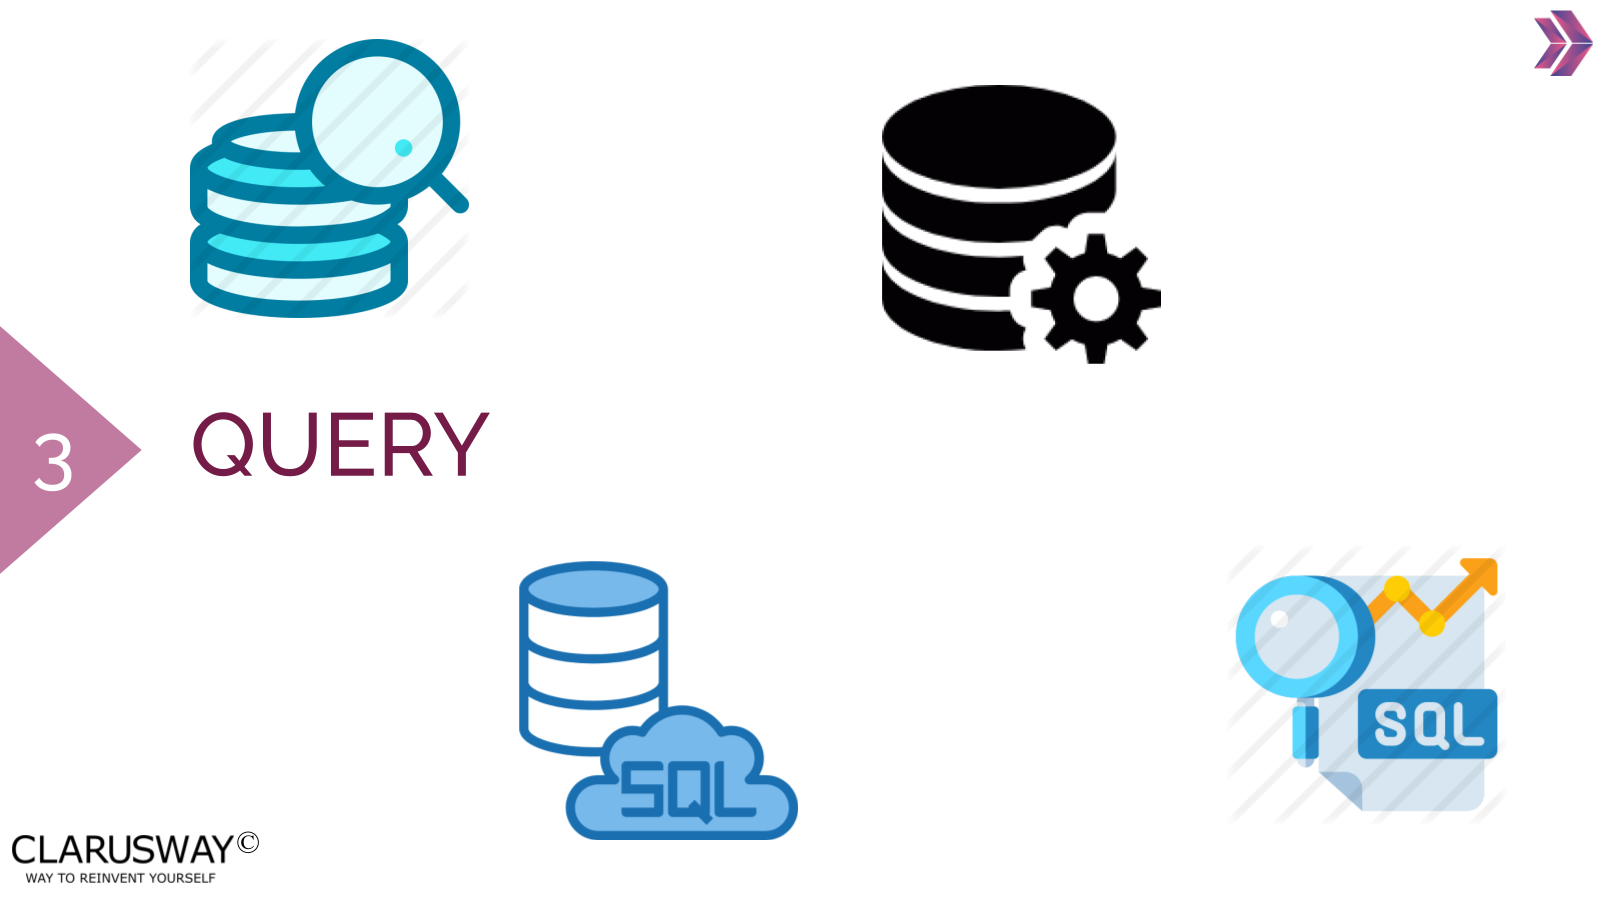 3
QUERY
SQL
SQL
CLARUSWAY©
WAY TO REINVENT YOURSELF